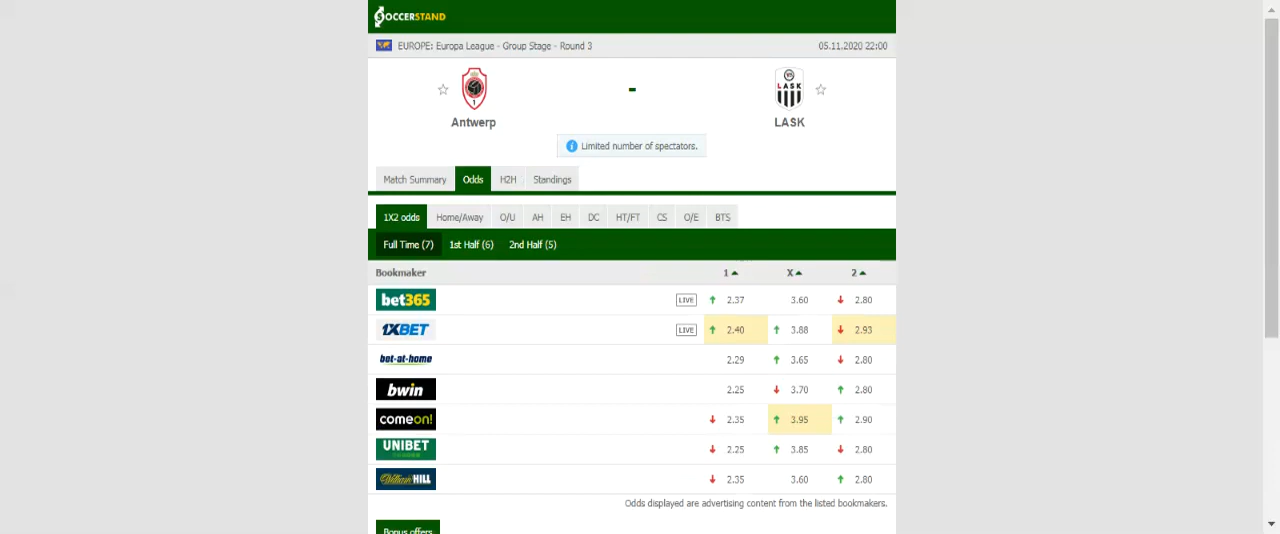 SOCCERSTAND
EUROPE: Europa League - Group Stage - Round 3 05.11.2020 22:00
LASK
1
-
Antwerp LASK
Limited number of spectators.
Match Summary Odds H2H Standings
1X2 odds Home/Away O/U AH EH DC HT/FT CS O/E BTS
Full Time (7) 1st Half (6) 2nd Half (5)
Bookmaker 1 X 2
bet365 LIVE 2.37 3.60 2.80
1XBET LIVE 2.40 3.88 2.93
bet-at-home 2.29 3.65 2.80
bwin 2.25 3.70 2.80
comeon! 2.35 3.95 2.90
UNIBET 2.25 3.85 2.80
William HILL 2.35 3.60 2.80
Odds displayed are advertising content from the listed bookmakers.
Bonus offers